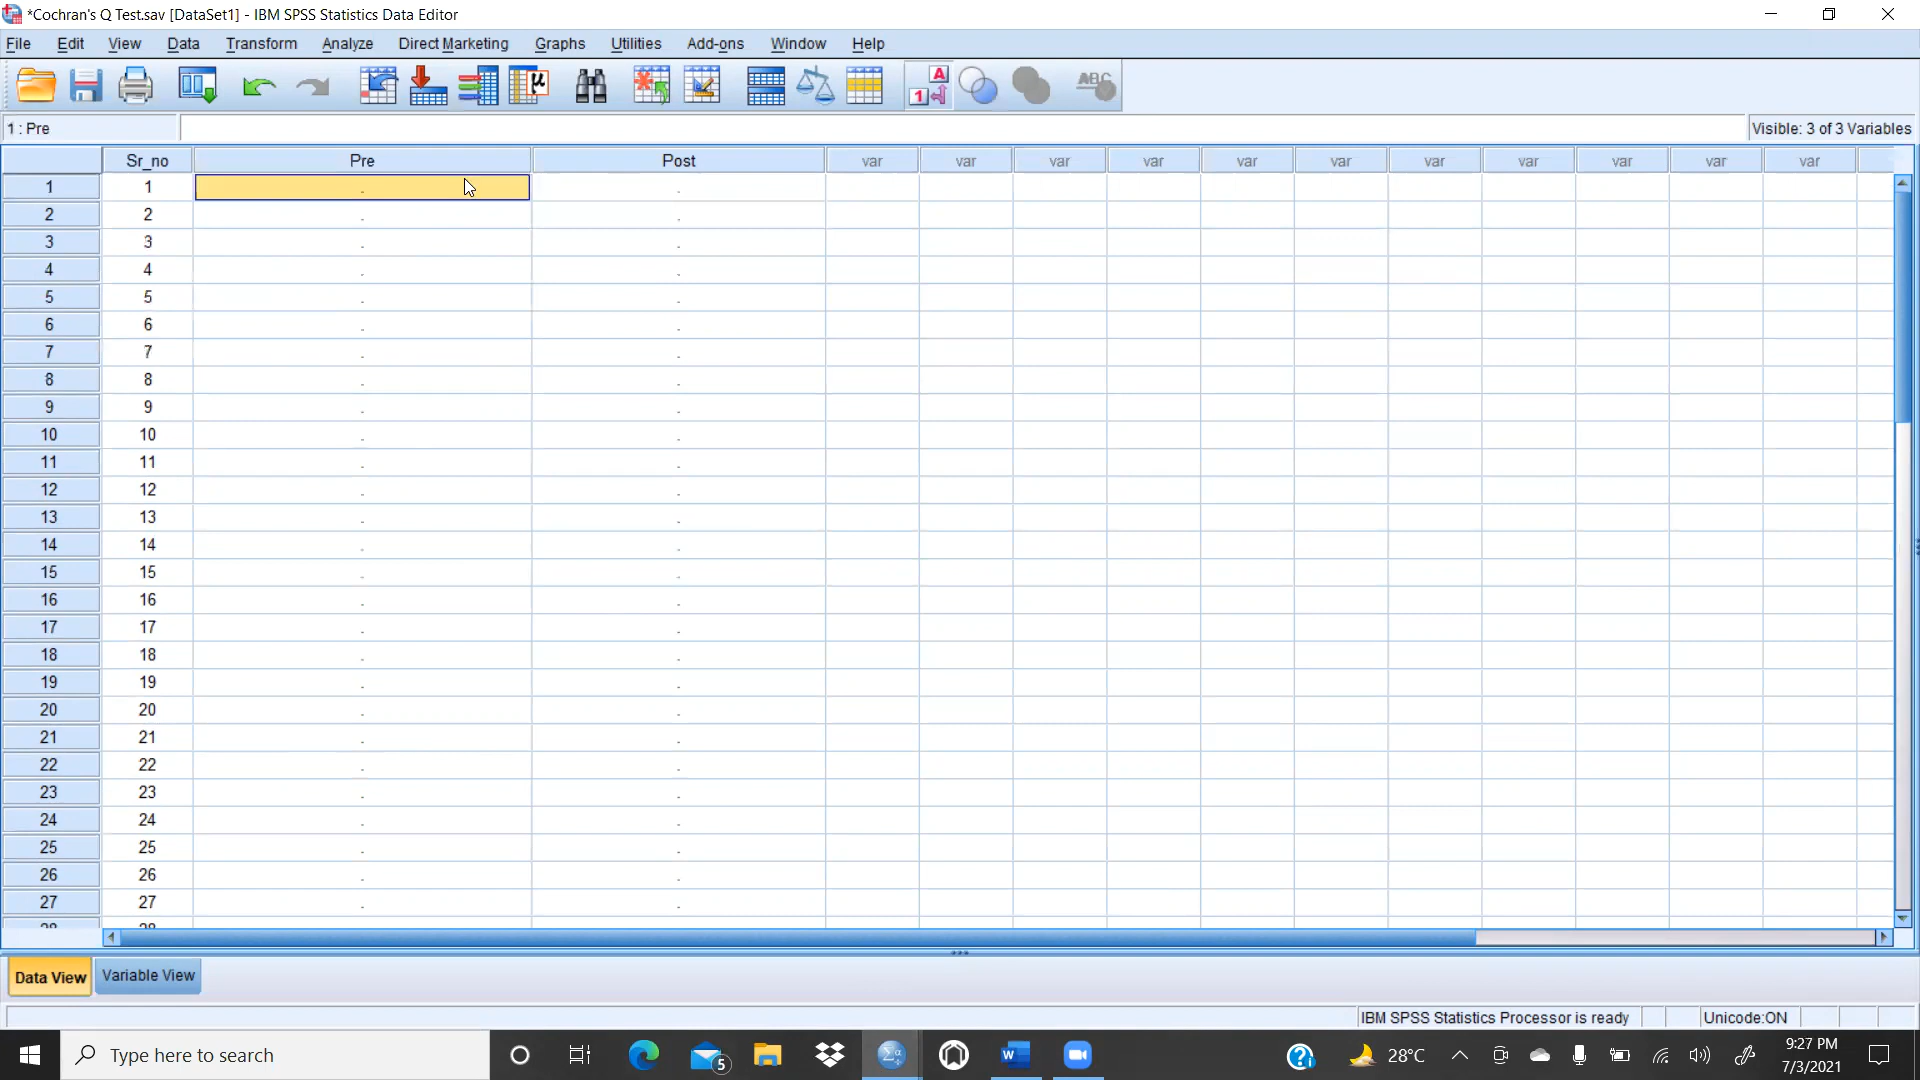 *Cochran's Q Test.sav [DataSet1] - IBM SPSS Statistics Data Editor
File Edit View Data Transform Analyze Direct Marketing Graphs Utilities Add-ons Window Help
1 : Pre
Visible: 3 of 3 Variables
Sr_no Pre Post var var var var var var var var var var var
1 1 . .
2 2 . .
3 3 . .
4 4 . .
5 5 . .
6 6 . .
7 7 . .
8 8 . .
9 9 . .
10 10 . .
11 11 . .
12 12 . .
13 13 . .
14 14 . .
15 15 . .
16 16 . .
17 17 . .
18 18 . .
19 19 . .
20 20 . .
21 21 . .
22 22 . .
23 23 . .
24 24 . .
25 25 . .
26 26 . .
27 27 . .
28 28
Data View Variable View
IBM SPSS Statistics Processor is ready Unicode:ON
Type here to search
5
28°C
9:27 PM
7/3/2021